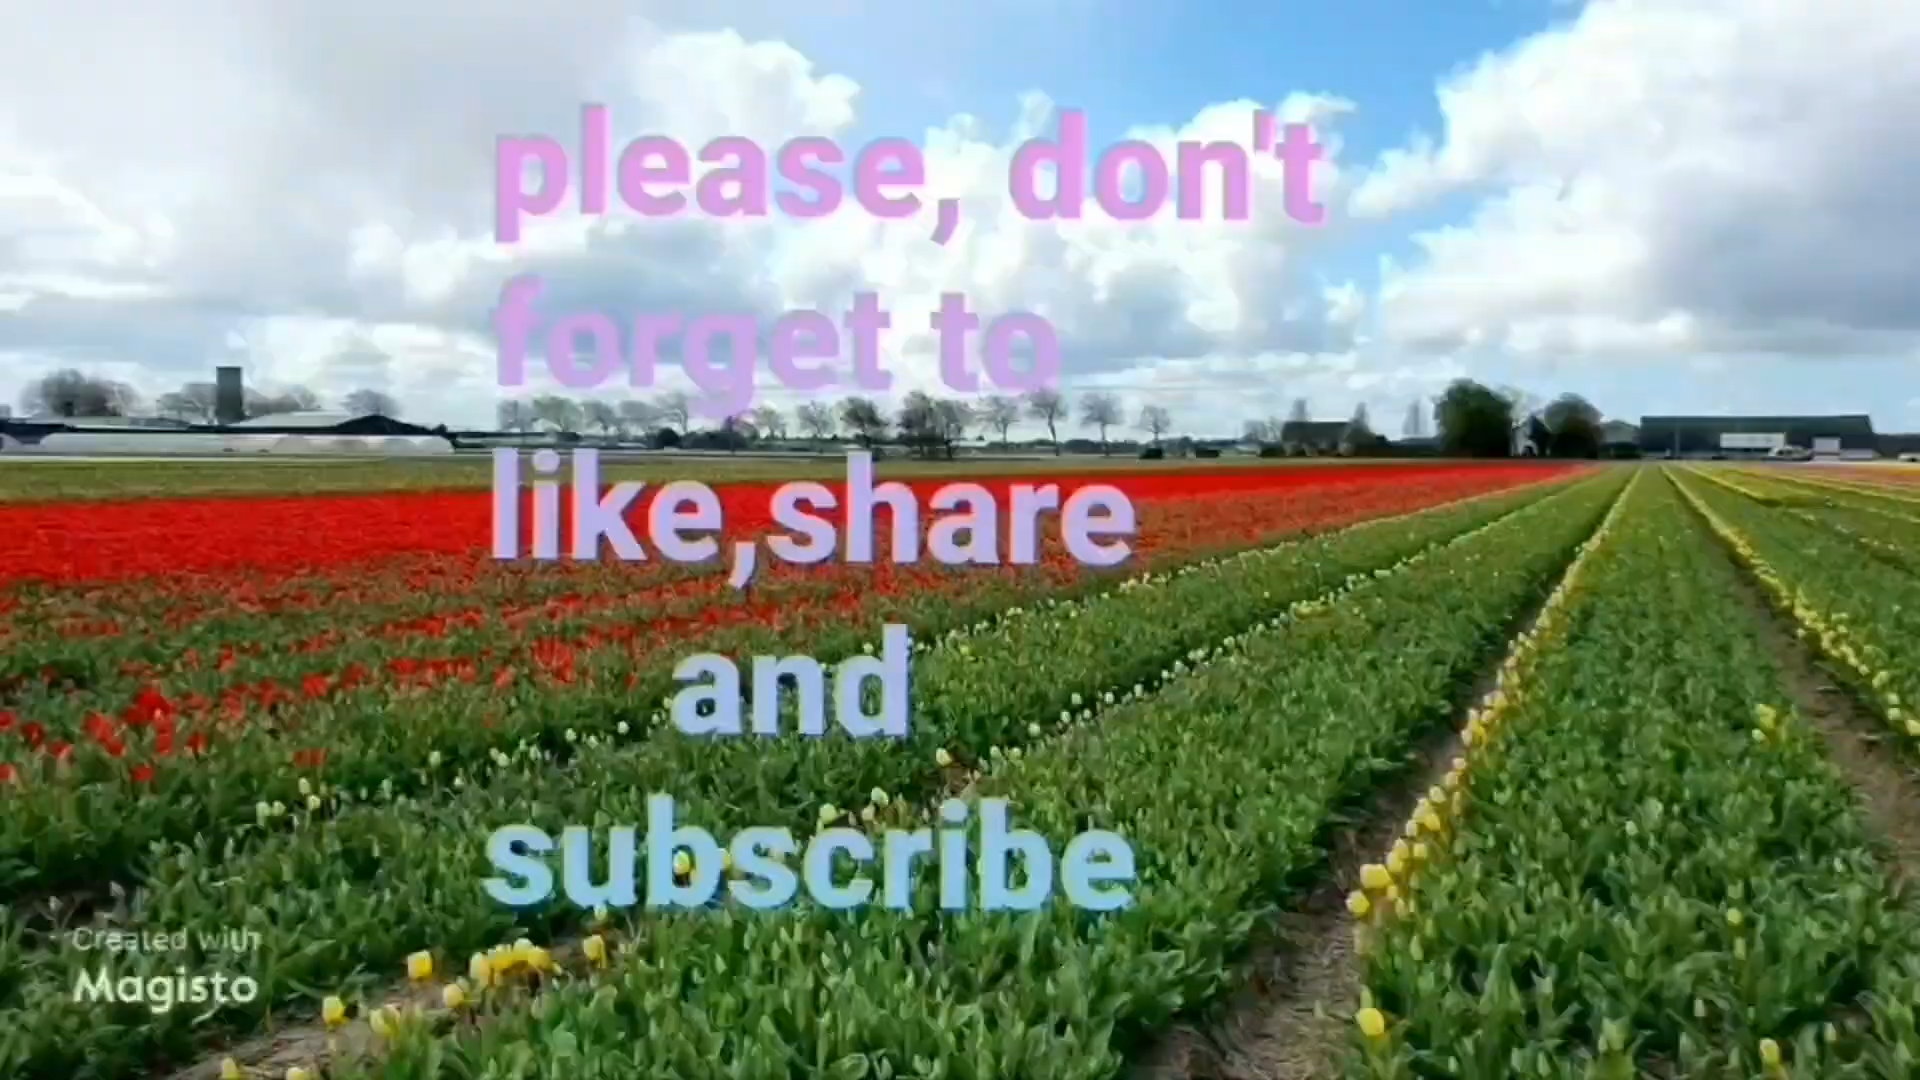 please, don't
forget to
like,share
and
subscribe
Created with
Magisto